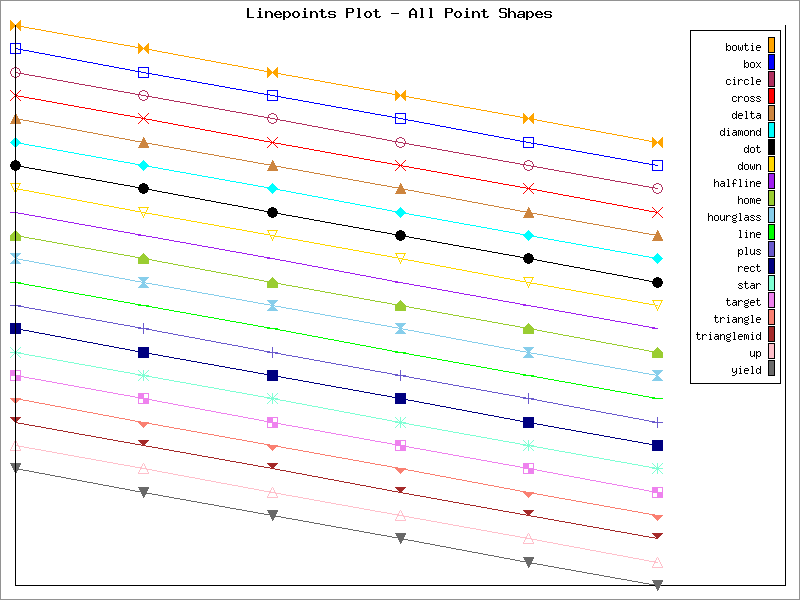 Linepoints Plot - All Point Shapes
bowtie
box
circle
cross
delta
diamond
dot
down
halfline
home
hourglass
line
plus
rect
star
target
triangle
trianglemid
up
yield